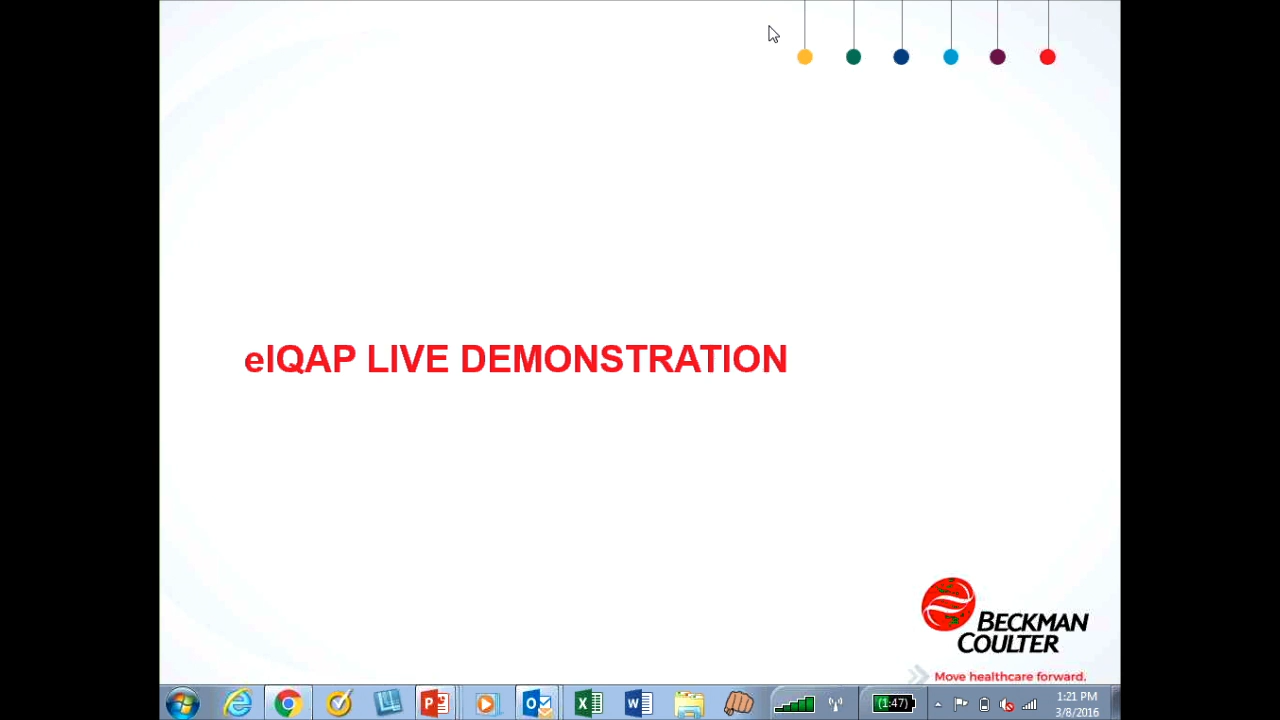 eIQAP LIVE DEMONSTRATION
BECKMAN
COULTER
Move healthcare forward.
(1:47)
1:21 PM
3/8/2016